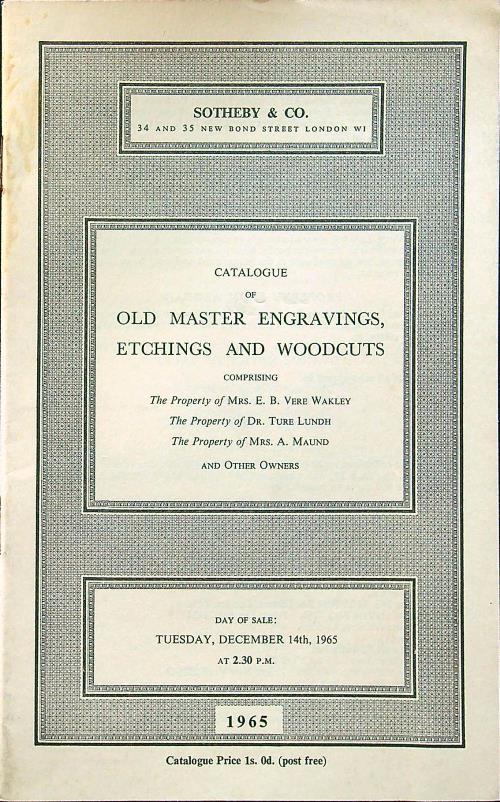 SOTHEBY & CO.
34 AND 35 NEW BOND STREET LONDON W1
CATALOGUE
OF
OLD MASTER ENGRAVINGS,
ETCHINGS AND WOODCUTS
COMPRISING
The Property of MRS. E. B. VERE WAKLEY
The Property of DR. TURE LUNDH
The Property of MRS. A. MAUND
AND OTHER OWNERS
DAY OF SALE:
TUESDAY, DECEMBER 14th, 1965
AT 2.30 P.M.
1965
Catalogue Price 1s. 0d. (post free)